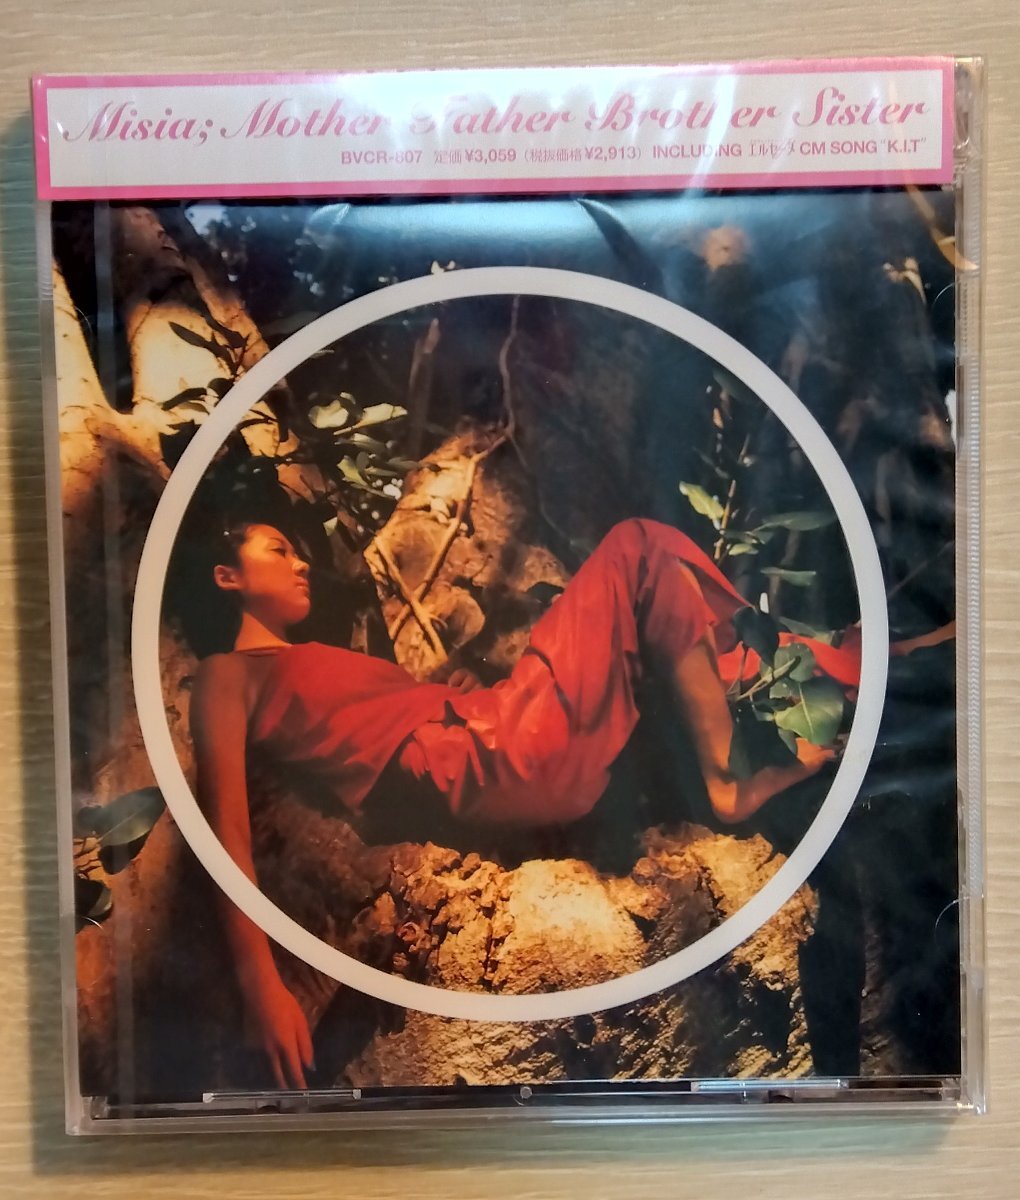 Misia; Mother Father Brother Sister
BVCR-807 定価¥3,059（税抜価格¥2,913）INCLUDING エルセーヌ CM SONG "K.I.T"